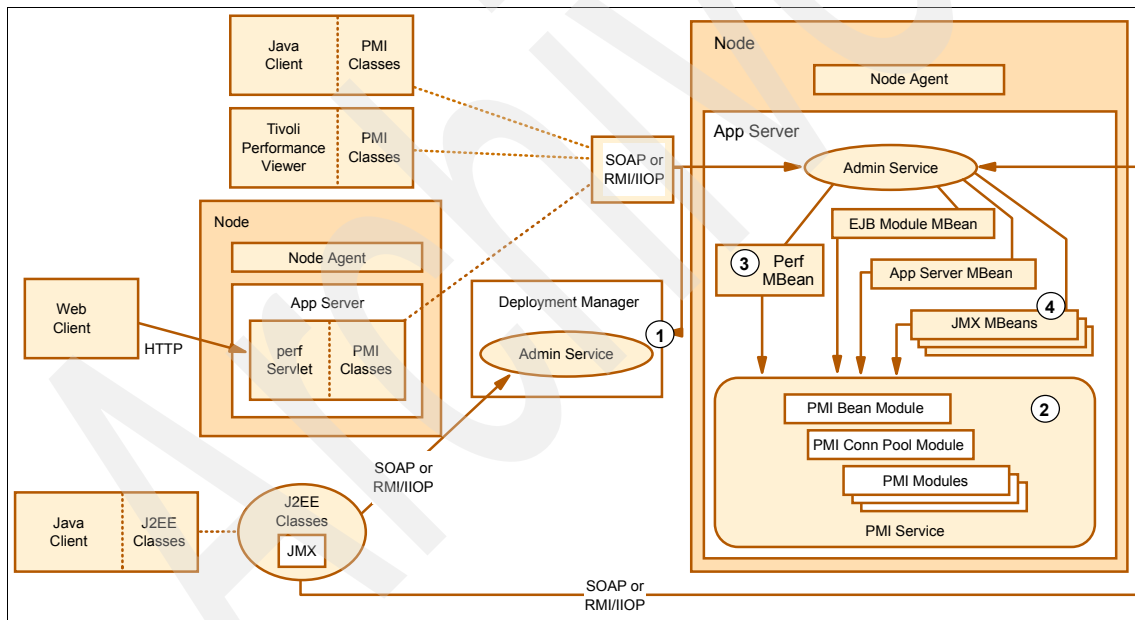 Java
Client
PMI
Classes
Tivoli
Performance
Viewer
PMI
Classes
SOAP or
RMI/IIOP
Node
Node Agent
App Server
perf
Servlet
PMI
Classes
Web
Client
HTTP
Deployment Manager
1
Admin Service
SOAP or
RMI/IIOP
Java
Client
J2EE
Classes
J2EE
Classes
JMX
SOAP or
RMI/IIOP
Node
Node Agent
App Server
Admin Service
EJB Module MBean
3
Perf
MBean
App Server MBean
4
JMX MBeans
2
PMI Bean Module
PMI Conn Pool Module
PMI Modules
PMI Service